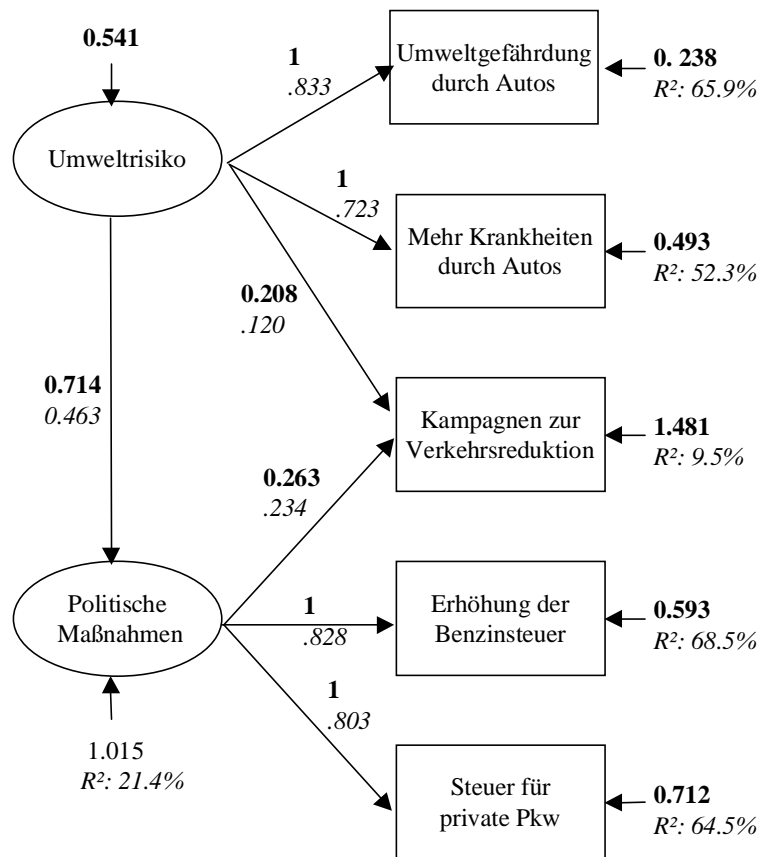 0.541
1
.833
Umweltgefährdung
durch Autos
0. 238
R²: 65.9%
Umweltrisiko
1
.723
Mehr Krankheiten
durch Autos
0.493
R²: 52.3%
0.208
.120
0.714
0.463
Kampagnen zur
Verkehrsreduktion
1.481
R²: 9.5%
0.263
.234
Politische
Maßnahmen
1
.828
Erhöhung der
Benzinsteuer
0.593
R²: 68.5%
1
.803
1.015
R²: 21.4%
Steuer für
private Pkw
0.712
R²: 64.5%